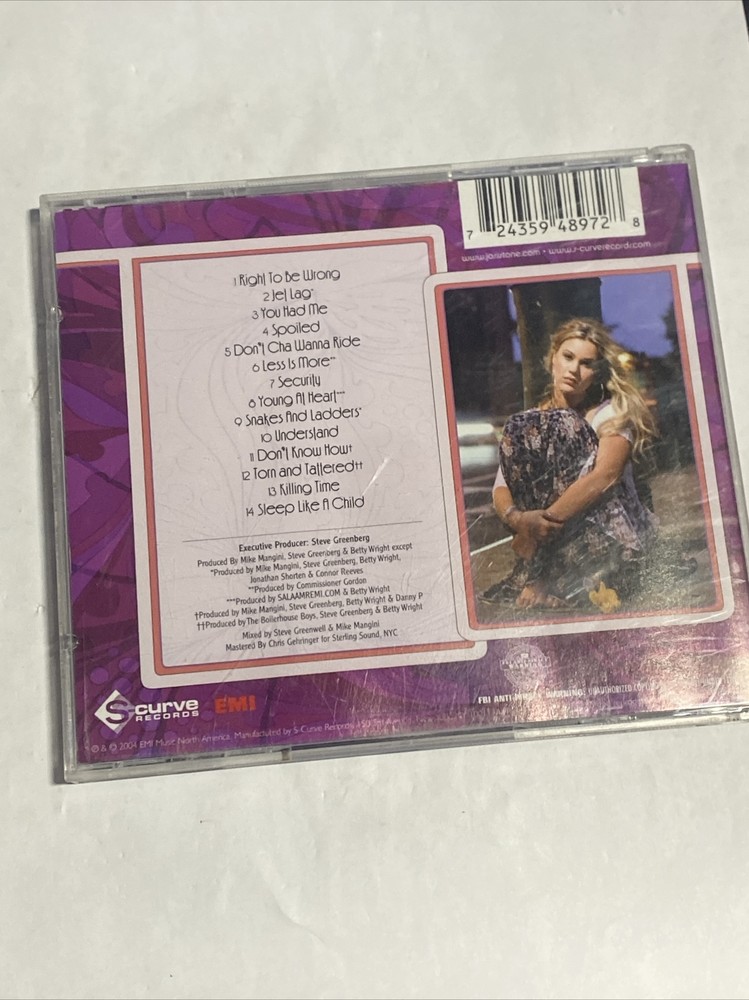 7 24359 48972 8
www.jossstone.com • www.s-curverecords.com
1 Right To Be Wrong
2 Jet Lag*
3 You Had Me
4 Spoiled
5 Don't Cha Wanna Ride
6 Less Is More**
7 Security
8 Young At Heart***
9 Snakes And Ladders*
10 Understand
11 Don't Know How†
12 Torn and Tattered††
13 Killing Time
14 Sleep Like A Child
Executive Producer: Steve Greenberg
Produced By Mike Mangini, Steve Greenberg & Betty Wright except
*Produced by Mike Mangini, Steve Greenberg, Betty Wright,
Jonathan Shorten & Connor Reeves
**Produced by Commissioner Gordon
***Produced by SALAAMREMI.COM & Betty Wright
†Produced by Mike Mangini, Steve Greenberg, Betty Wright & Danny P
††Produced by The Boilerhouse Boys, Steve Greenberg & Betty Wright
Mixed by Steve Greenwell & Mike Mangini
Mastered By Chris Gehringer for Sterling Sound, NYC
S-curve
RECORDS
EMI
FBI ANTI-PIRACY WARNING: UNAUTHORIZED
℗ & © 2004 EMI Music North America. Manufactured by S-Curve Records, 150